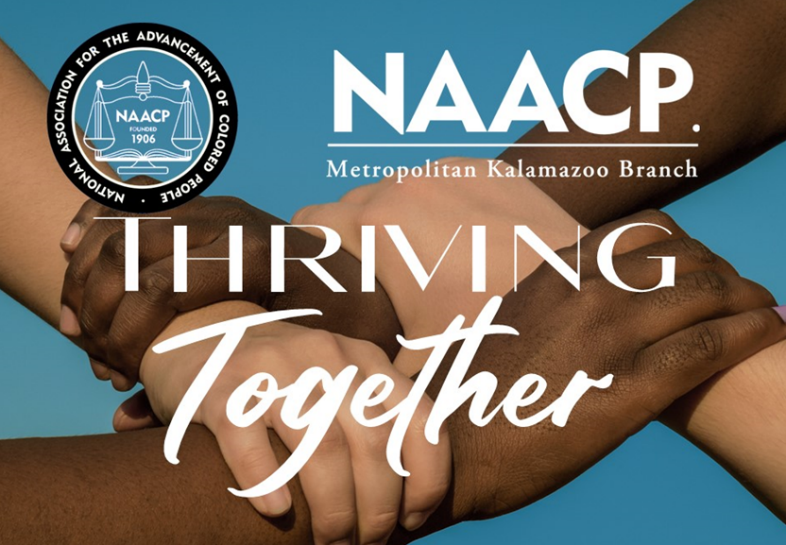 NATIONAL ASSOCIATION FOR THE ADVANCEMENT OF COLORED PEOPLE
NAACP
FOUNDED
1906
NAACP.
Metropolitan Kalamazoo Branch
THRIVING
Together